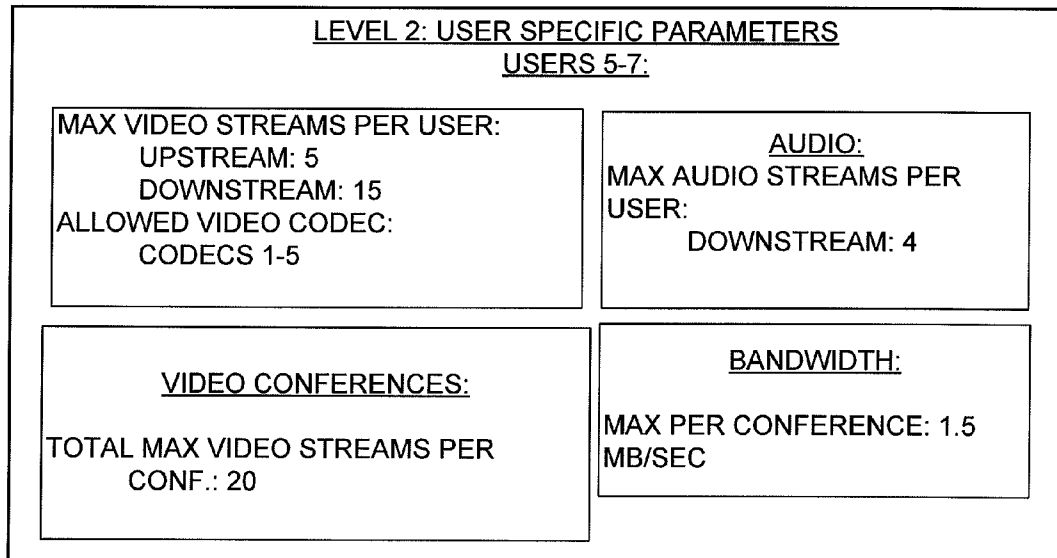 LEVEL 2: USER SPECIFIC PARAMETERS
USERS 5-7:
MAX VIDEO STREAMS PER USER:
UPSTREAM: 5
DOWNSTREAM: 15
ALLOWED VIDEO CODEC:
CODECS 1-5
AUDIO:
MAX AUDIO STREAMS PER
USER:
DOWNSTREAM: 4
VIDEO CONFERENCES:
TOTAL MAX VIDEO STREAMS PER
CONF.: 20
BANDWIDTH:
MAX PER CONFERENCE: 1.5
MB/SEC